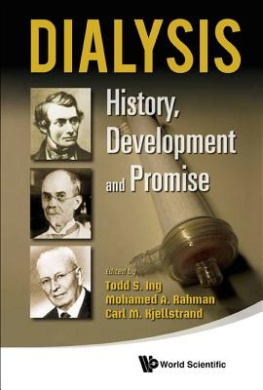 DIALYSIS
History,
Development
and Promise
Edited by
Todd S. Ing
Mohamed A. Rahman
Carl M. Kjellstrand
World Scientific